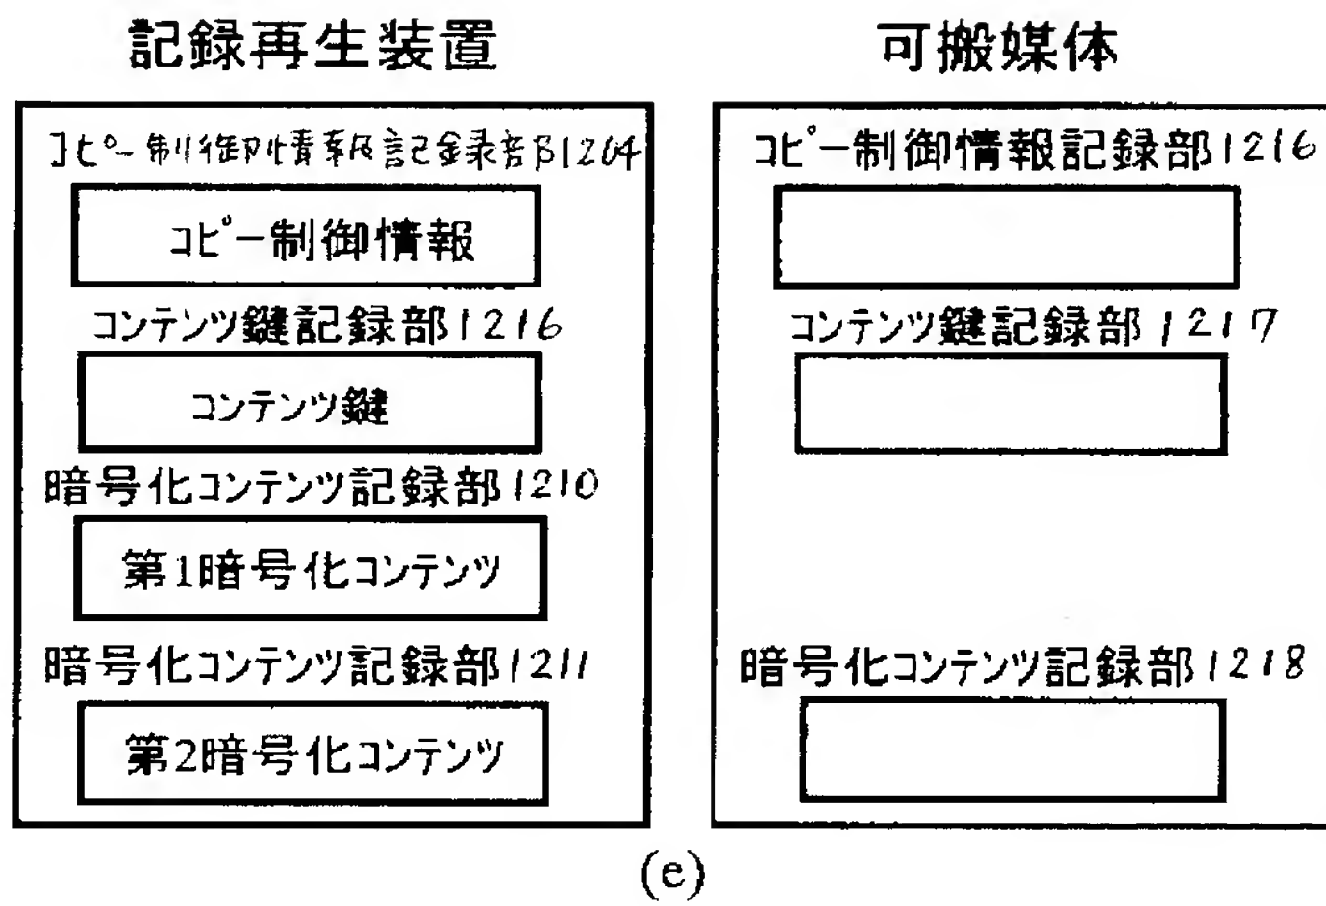 記録再生装置
コピー制御情報記録部1204
コピー制御情報
コンテンツ鍵記録部1216
コンテンツ鍵
暗号化コンテンツ記録部1210
第1暗号化コンテンツ
暗号化コンテンツ記録部1211
第2暗号化コンテンツ
可搬媒体
コピー制御情報記録部1216
コンテンツ鍵記録部1217
暗号化コンテンツ記録部1218
(e)